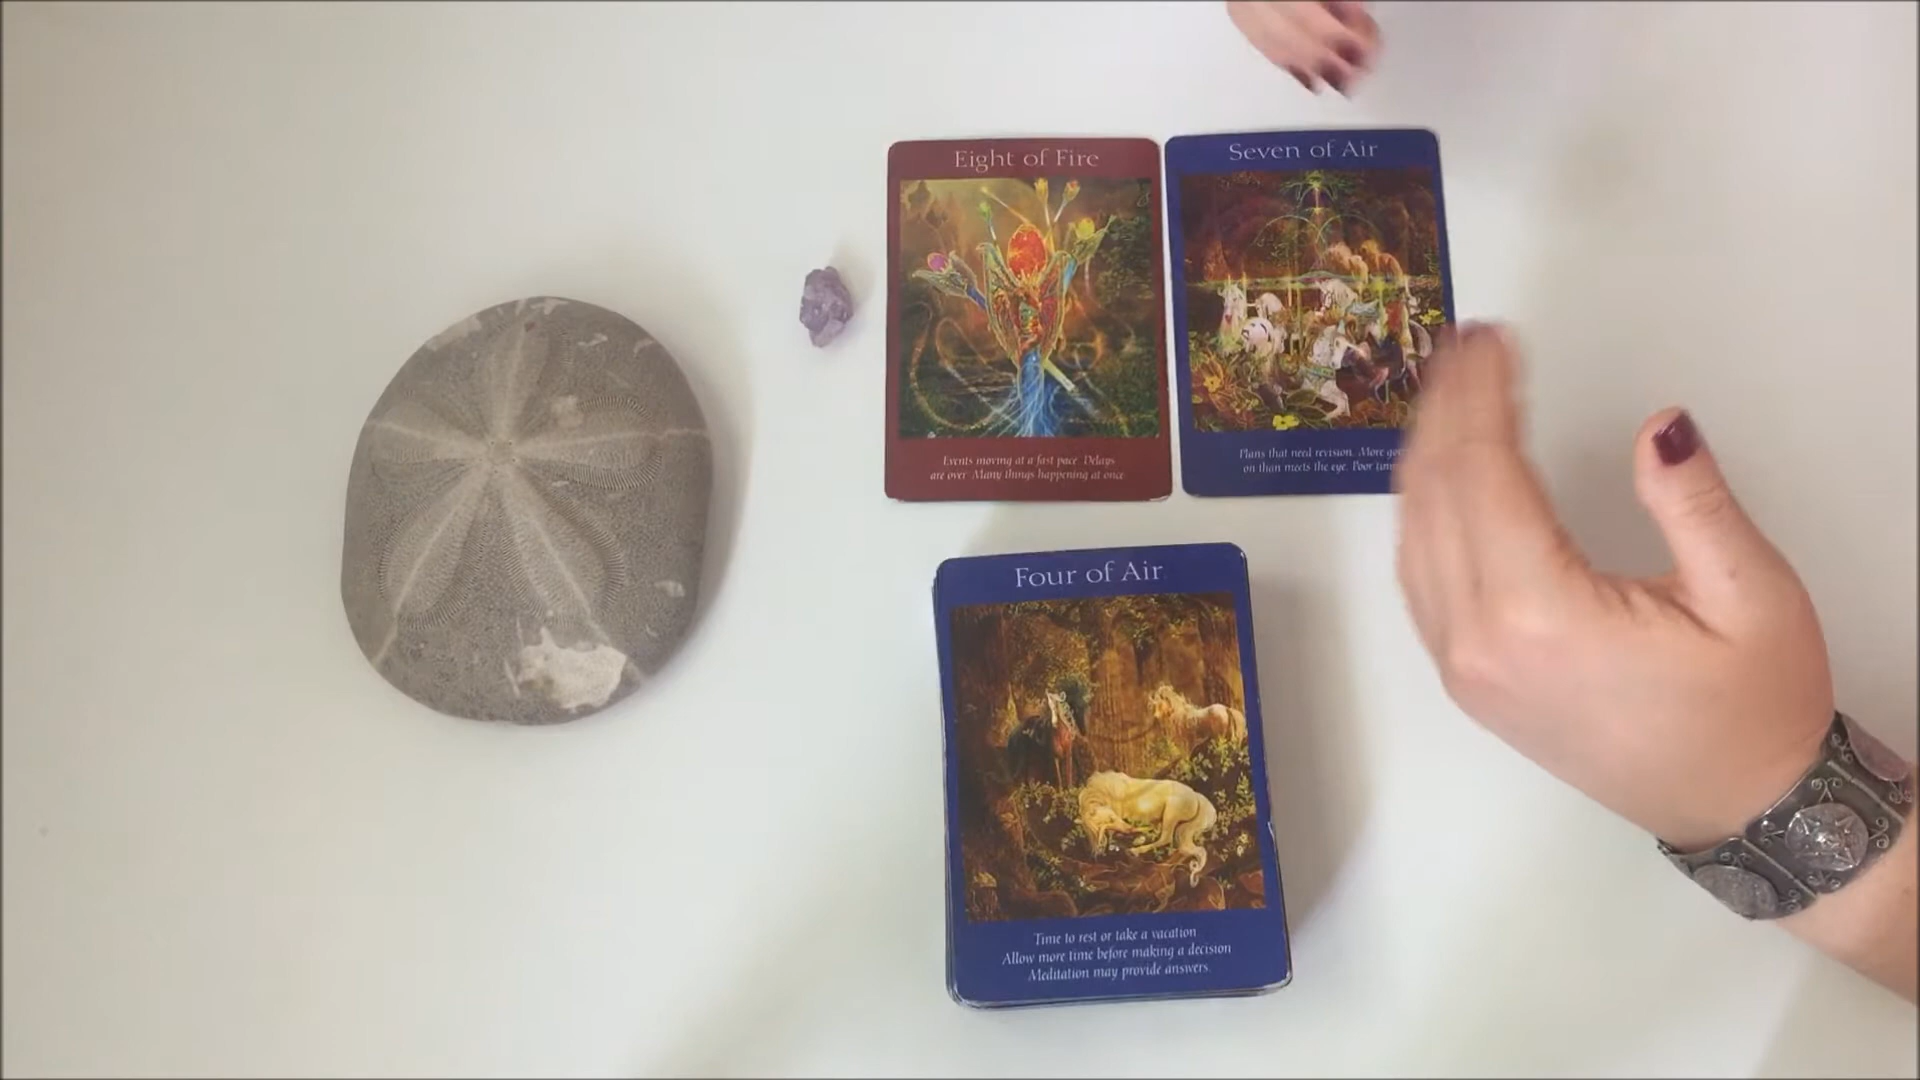 Eight of Fire
Events moving at a fast pace. Delays
are over. Many things happening at once
Seven of Air
Plans that need revision. More
on than meets the eye. Poor
Four of Air
Time to rest or take a vacation
Allow more time before making a decision
Meditation may provide answers.